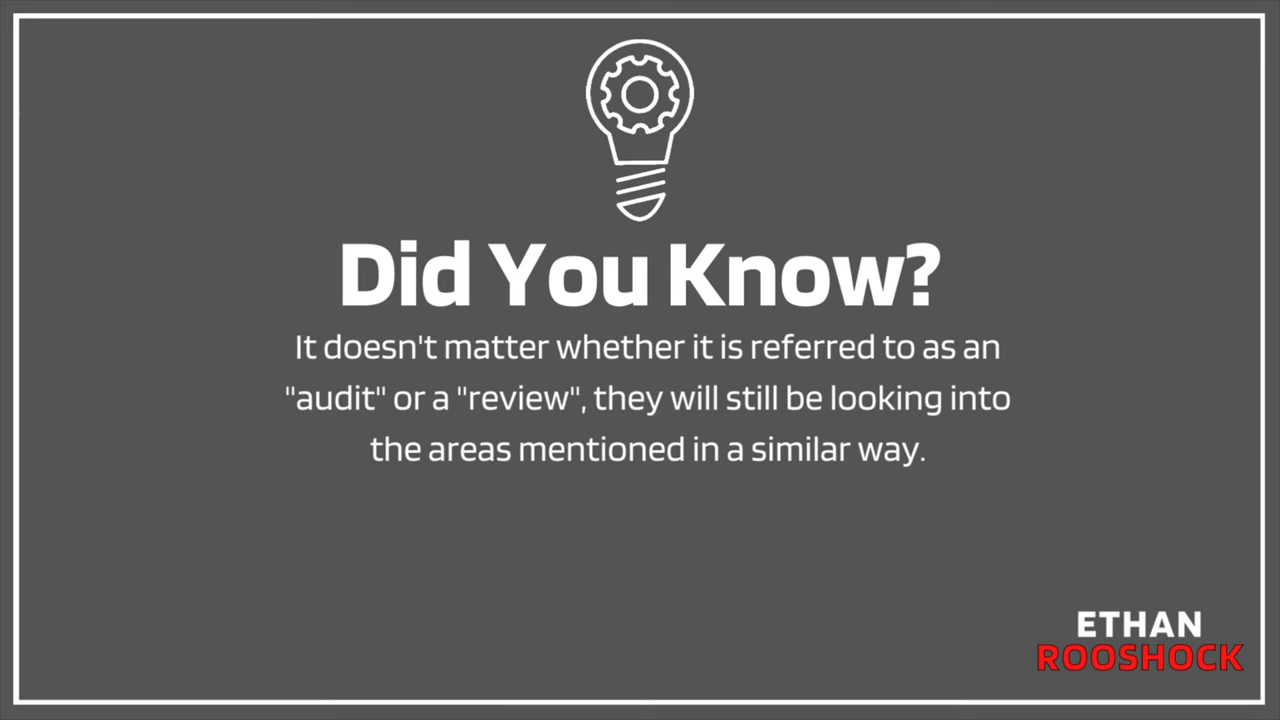 Did You Know?
It doesn't matter whether it is referred to as an
"audit" or a "review", they will still be looking into
the areas mentioned in a similar way.
ETHAN
ROOSHOCK